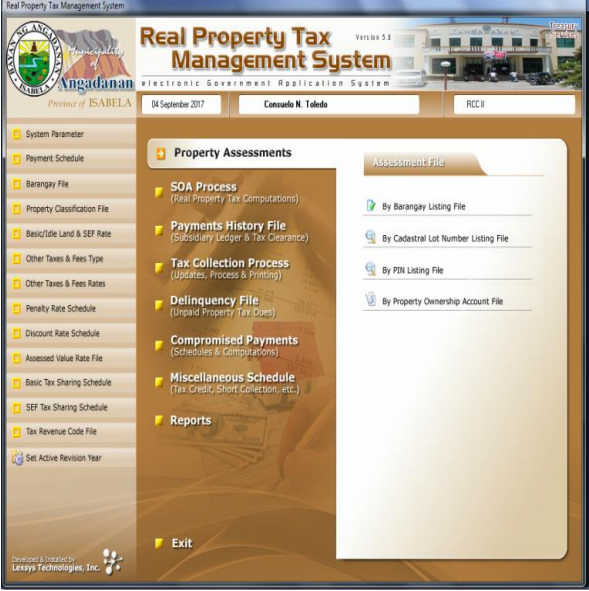 Real Property Tax Management System
BAYAN NG ANGADANAN
ISABELA
Municipality
of
Angadanan
Province of ISABELA
Real Property Tax
Management System
Version 5.8
electronic Government Application System
Treasury
Services
04 September 2017
Consuelo N. Toledo
RCC II
System Parameter
Payment Schedule
Barangay File
Property Classification File
Basic/Idle Land & SEF Rate
Other Taxes & Fees Type
Other Taxes & Fees Rates
Penalty Rate Schedule
Discount Rate Schedule
Assessed Value Rate File
Basic Tax Sharing Schedule
SEF Tax Sharing Schedule
Tax Revenue Code File
Set Active Revision Year
Developed & Installed by
Lexsys Technologies, Inc.
Property Assessments
SOA Process
(Real Property Tax Computations)
Payments History File
(Subsidiary Ledger & Tax Clearance)
Tax Collection Process
(Updates, Process & Printing)
Delinquency File
(Unpaid Property Tax Dues)
Compromised Payments
(Schedules & Computations)
Miscellaneous Schedule
(Tax Credit, Short Collection, etc.)
Reports
Exit
Assessment File
By Barangay Listing File
By Cadastral Lot Number Listing File
By PIN Listing File
By Property Ownership Account File